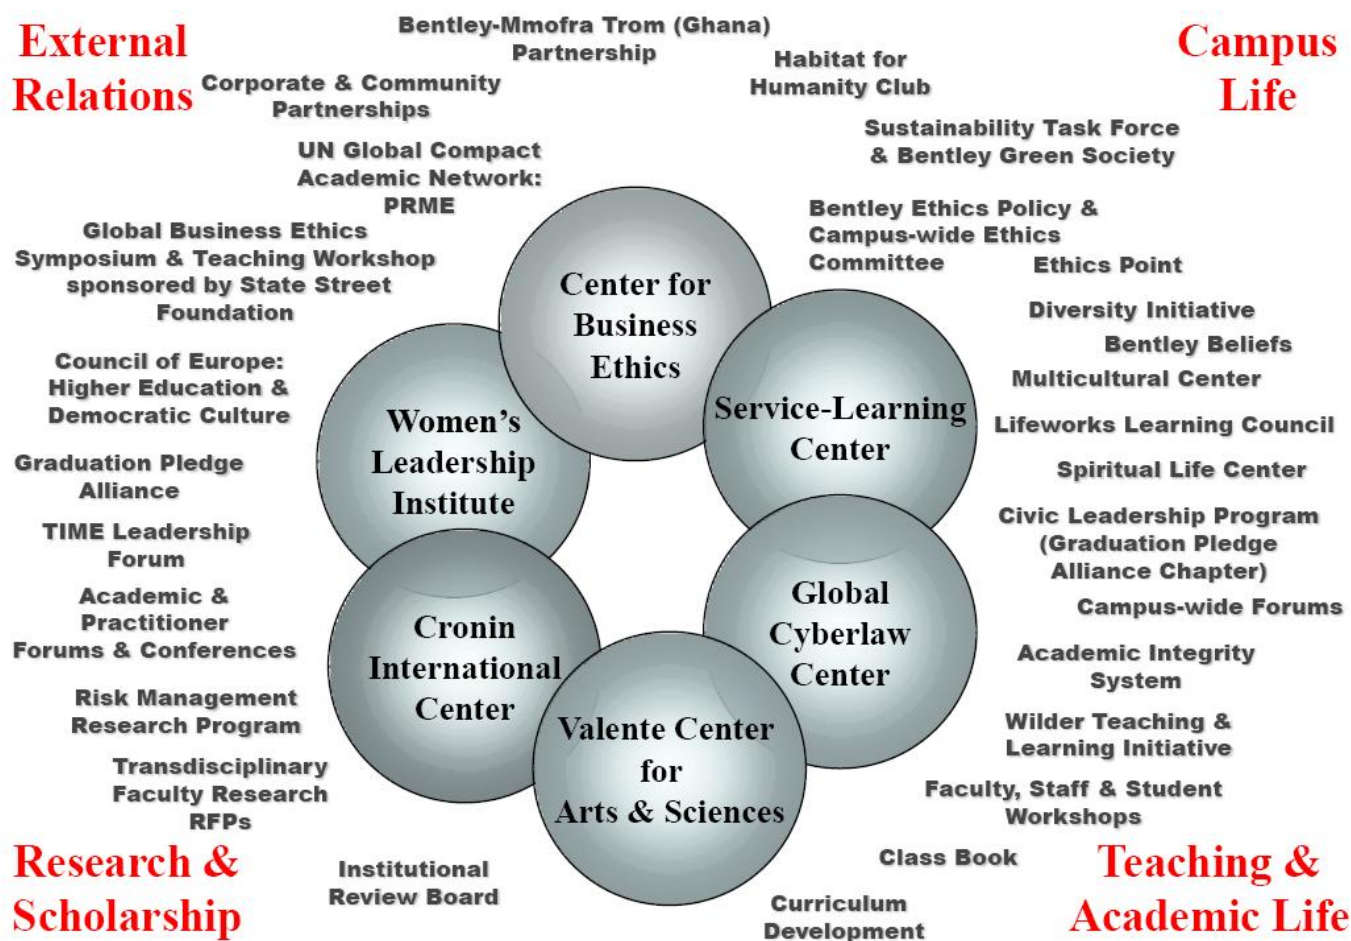 External
Relations
Bentley-Mmofra Trom (Ghana)
Partnership
Habitat for
Humanity Club
Campus
Life
Corporate & Community
Partnerships
Sustainability Task Force
& Bentley Green Society
UN Global Compact
Academic Network:
PRME
Bentley Ethics Policy &
Campus-wide Ethics
Committee
Ethics Point
Global Business Ethics
Symposium & Teaching Workshop
sponsored by State Street
Foundation
Diversity Initiative
Bentley Beliefs
Multicultural Center
Council of Europe:
Higher Education &
Democratic Culture
Lifeworks Learning Council
Graduation Pledge
Alliance
Spiritual Life Center
TIME Leadership
Forum
Civic Leadership Program
(Graduation Pledge
Alliance Chapter)
Academic &
Practitioner
Forums & Conferences
Campus-wide Forums
Academic Integrity
System
Risk Management
Research Program
Wilder Teaching &
Learning Initiative
Transdisciplinary
Faculty Research
RFPs
Faculty, Staff & Student
Workshops
Center for
Business
Ethics
Service-Learning
Center
Global
Cyberlaw
Center
Valente Center
for
Arts & Sciences
Cronin
International
Center
Women’s
Leadership
Institute
Research &
Scholarship
Institutional
Review Board
Class Book
Curriculum
Development
Teaching &
Academic Life